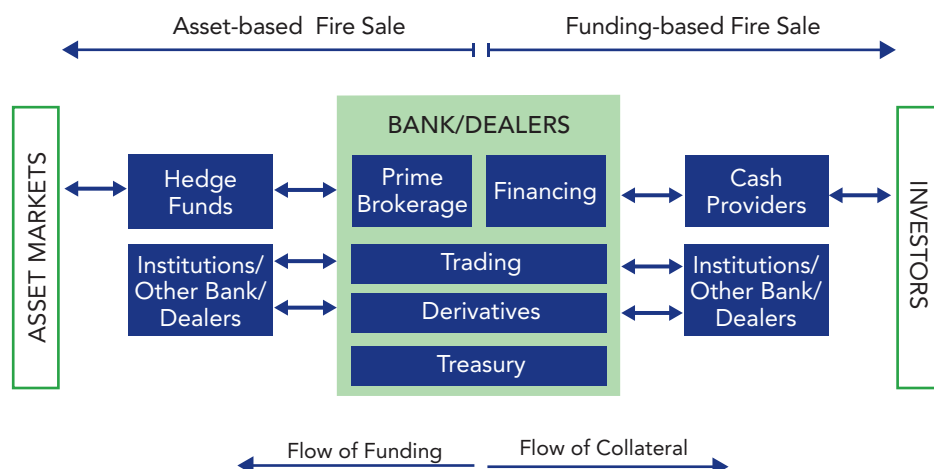 Asset-based Fire Sale
Funding-based Fire Sale
ASSET MARKETS
Hedge
Funds
Institutions/
Other Bank/
Dealers
BANK/DEALERS
Prime
Brokerage
Financing
Trading
Derivatives
Treasury
Cash
Providers
Institutions/
Other Bank/
Dealers
INVESTORS
Flow of Funding
Flow of Collateral